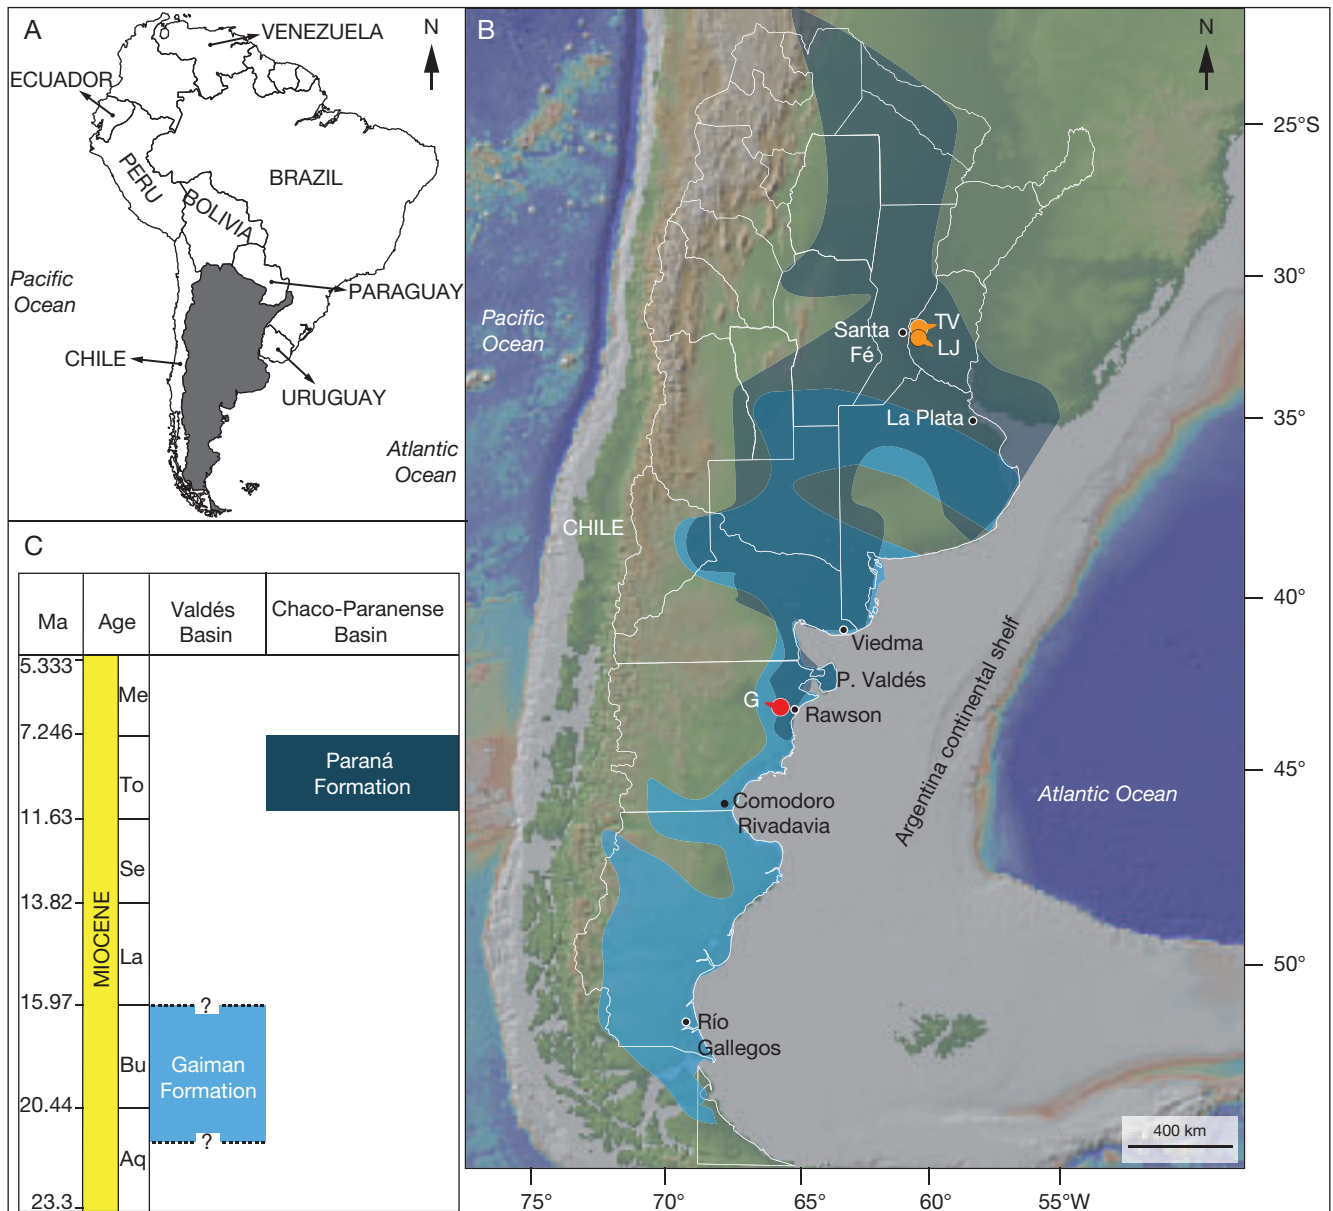 A
N
VENEZUELA
ECUADOR
PERU
BRAZIL
BOLIVIA
Pacific
Ocean
PARAGUAY
CHILE
URUGUAY
Atlantic
Ocean
B
N
25°S
30°
35°
40°
45°
50°
Pacific
Ocean
Santa
Fé
TV
LJ
La Plata
CHILE
Viedma
P. Valdés
G
Rawson
Argentina continental shelf
Atlantic Ocean
Comodoro
Rivadavia
Río
Gallegos
400 km
75°
70°
65°
60°
55°W
C
Ma
Age
Valdés
Basin
Chaco-Paranense
Basin
5.333
Me
7.246
Paraná
Formation
To
11.63
Se
13.82
MIOCENE
La
15.97
?
Bu
Gaiman
Formation
20.44
?
Aq
23.3